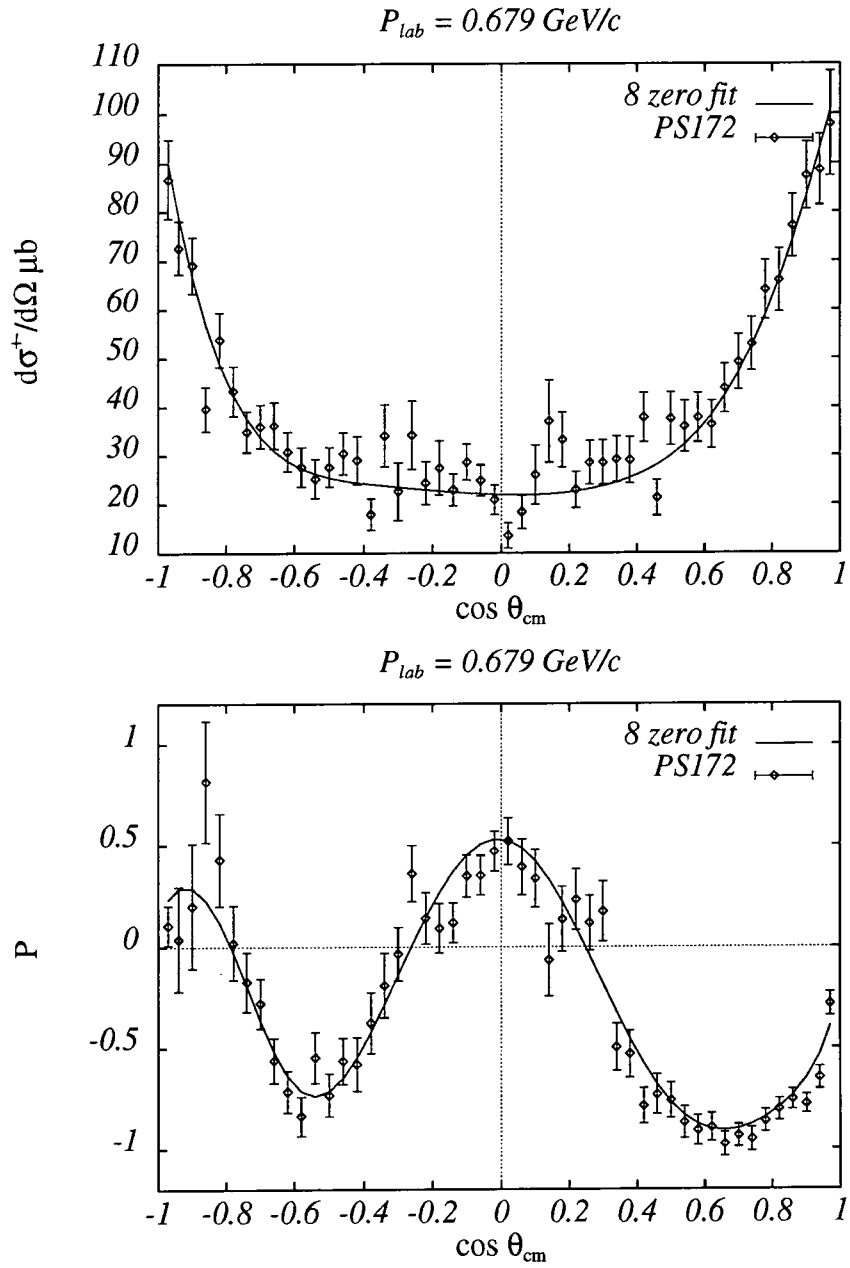 P_lab = 0.679 GeV/c
110
100
90
80
70
60
50
40
30
20
10
dσ⁺⁻/dΩ μb
8 zero fit
PS172
-1 -0.8 -0.6 -0.4 -0.2 0 0.2 0.4 0.6 0.8 1
cos θ_cm
P_lab = 0.679 GeV/c
1
0.5
0
-0.5
-1
P
8 zero fit
PS172
-1 -0.8 -0.6 -0.4 -0.2 0 0.2 0.4 0.6 0.8 1
cos θ_cm